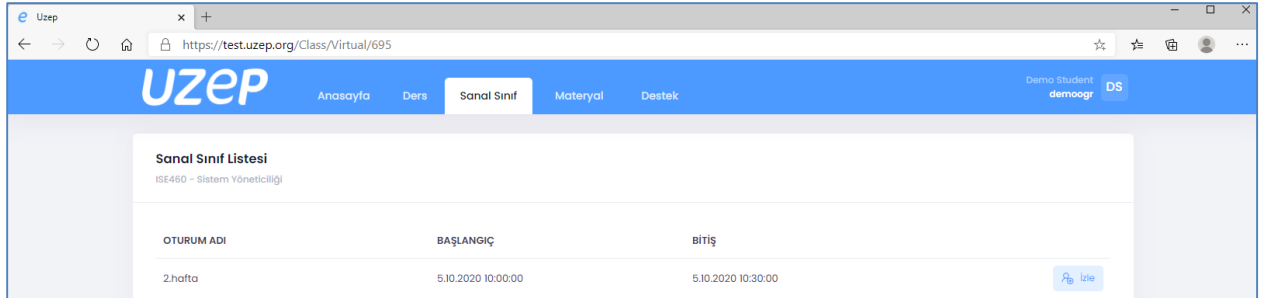 Uzep
https://test.uzep.org/Class/Virtual/695
uzep Anasayfa Ders Sanal Sınıf Materyal Destek Demo Student demoogr DS
Sanal Sınıf Listesi
ISE460 - Sistem Yöneticiliği
OTURUM ADI BAŞLANGIÇ BİTİŞ
2.hafta 5.10.2020 10:00:00 5.10.2020 10:30:00 İzle